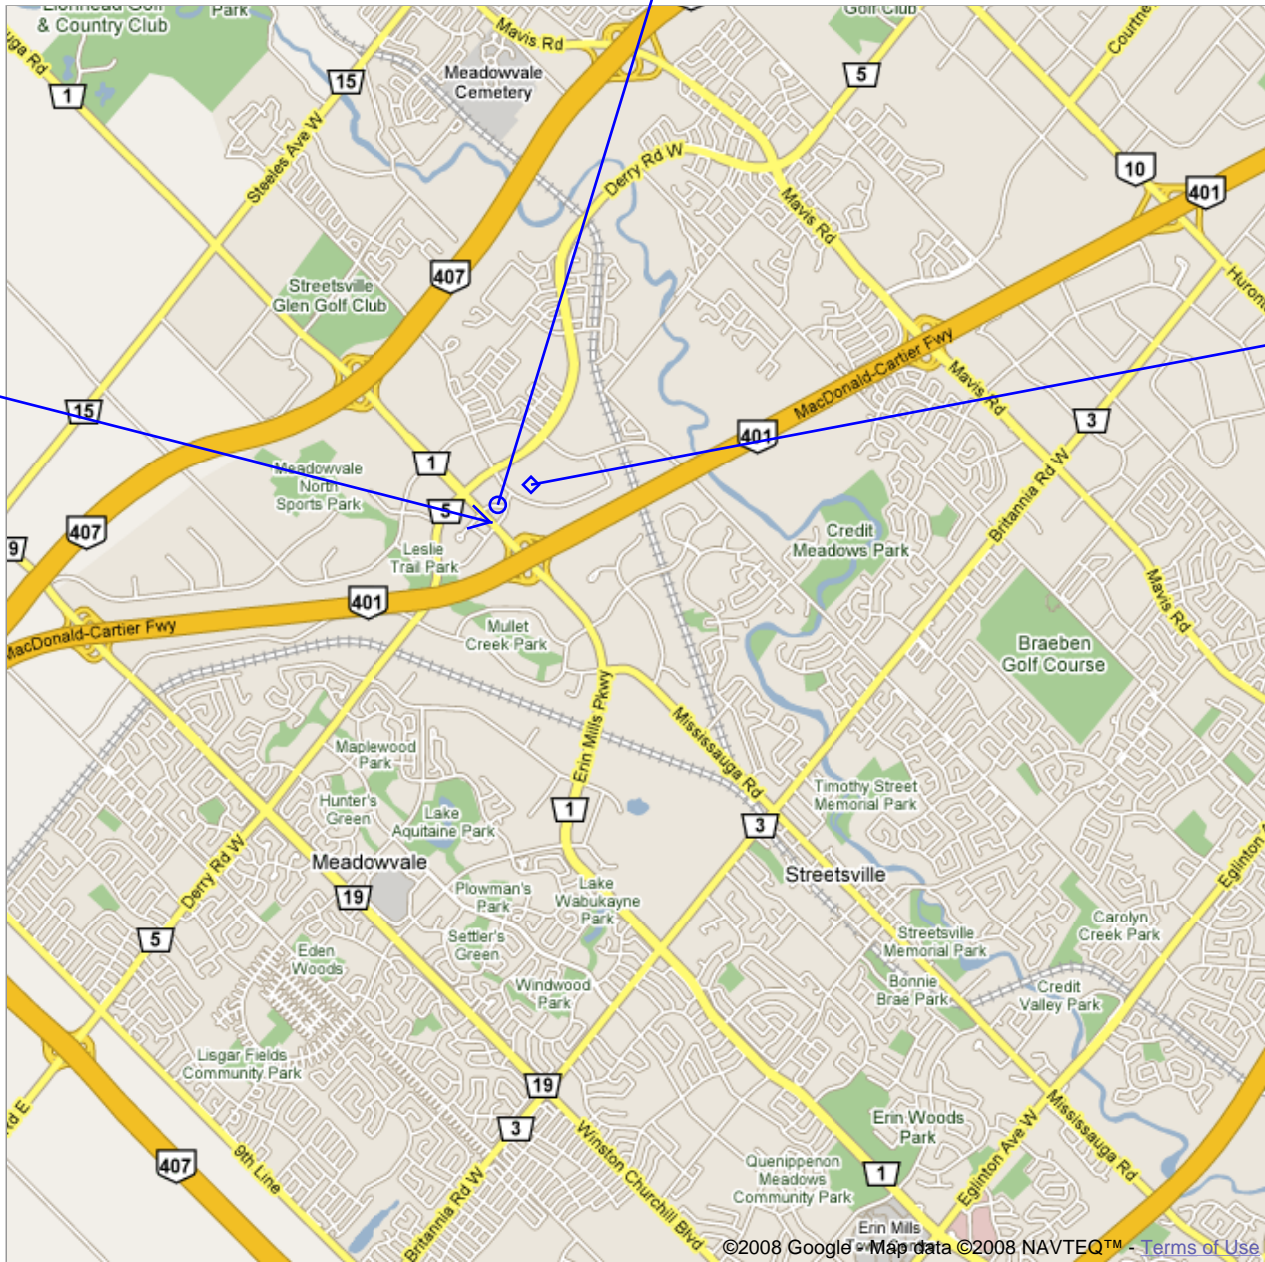 Lionhead Golf
& Country Club
Park
Mavis Rd
Golf Club
Courtne
uga Rd
1
15
Meadowvale
Cemetery
5
Steeles Ave W
Derry Rd W
10
401
Mavis Rd
407
Streetsville
Glen Golf Club
Huronta
MacDonald-Cartier Fwy
Mavis Rd
15
3
401
1
Meadowvale
North
Sports Park
Britannia Rd W
5
407
Credit
Meadows Park
9
Leslie
Trail Park
401
Mavis Rd
MacDonald-Cartier Fwy
Mullet
Creek Park
Braeben
Golf Course
Erin Mills Pkwy
Mississauga Rd
Maplewood
Park
Hunter's
Green
Lake
Aquitaine Park
1
Timothy Street
Memorial Park
3
Eglinton A
Meadowvale
Streetsville
Derry Rd W
19
Plowman's
Park
Lake
Wabukayne
Park
Carolyn
Creek Park
5
Settler's
Green
Streetsville
Memorial Park
Eden
Woods
Windwood
Park
Bonnie
Brae Park
Credit
Valley Park
Lisgar Fields
Community Park
19
Rd E
3
Erin Woods
Park
Mississauga Rd
9th Line
407
Winston Churchill Blvd
Quenippenon
Meadows
Community Park
1
Eglinton Ave W
Britannia Rd W
Erin Mills
©2008 Google - Map data ©2008 NAVTEQ™ - Terms of Use